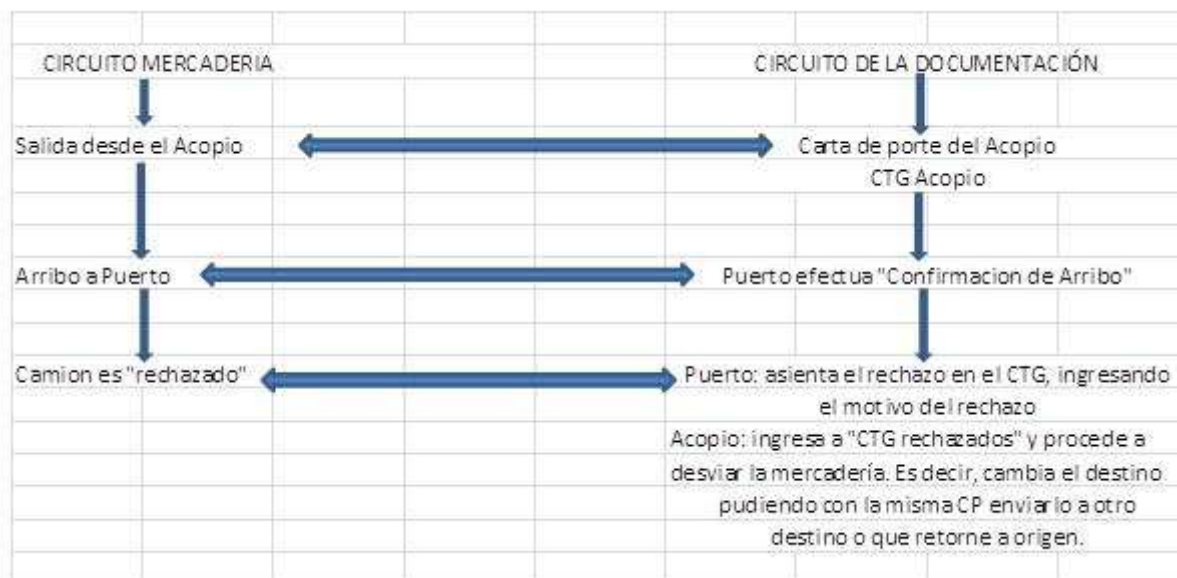 CIRCUITO MERCADERIA
CIRCUITO DE LA DOCUMENTACIÓN
Salida desde el Acopio
Carta de porte del Acopio
CTG Acopio
Arribo a Puerto
Puerto efectua "Confirmacion de Arribo"
Camion es "rechazado"
Puerto: asienta el rechazo en el CTG, ingresando
el motivo del rechazo
Acopio: ingresa a "CTG rechazados" y procede a
desviar la mercadería. Es decir, cambia el destino
pudiendo con la misma CP enviarlo a otro
destino o que retorne a origen.